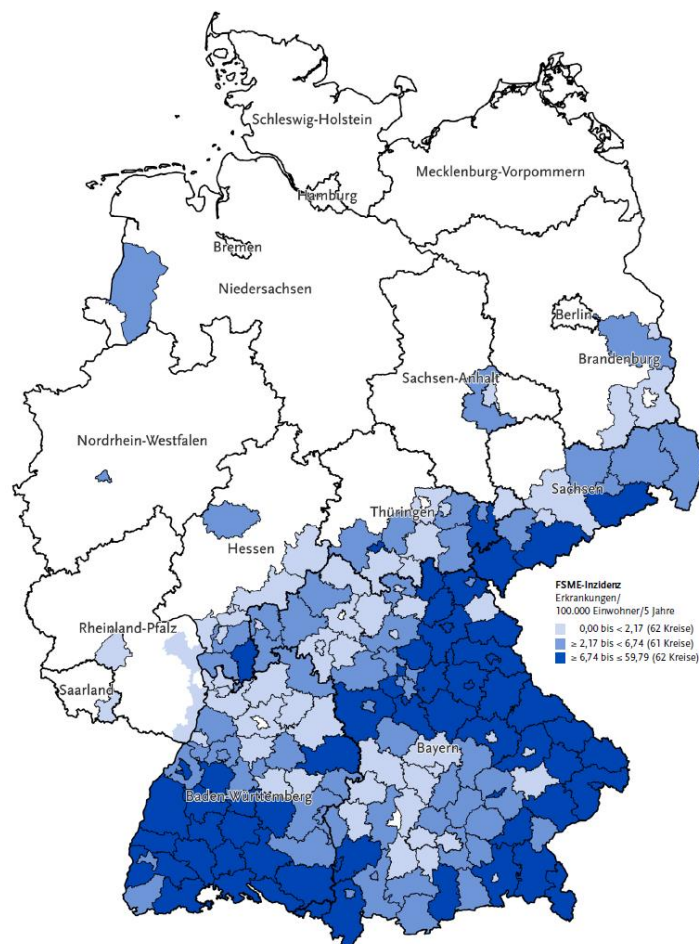 Schleswig-Holstein
Mecklenburg-Vorpommern
Hamburg
Bremen
Niedersachsen
Berlin
Brandenburg
Sachsen-Anhalt
Nordrhein-Westfalen
Sachsen
Thüringen
Hessen
FSME-Inzidenz
Erkrankungen/
100.000 Einwohner/5 Jahre
0,00 bis < 2,17 (62 Kreise)
≥ 2,17 bis < 6,74 (61 Kreise)
≥ 6,74 bis ≤ 59,79 (62 Kreise)
Rheinland-Pfalz
Saarland
Bayern
Baden-Württemberg